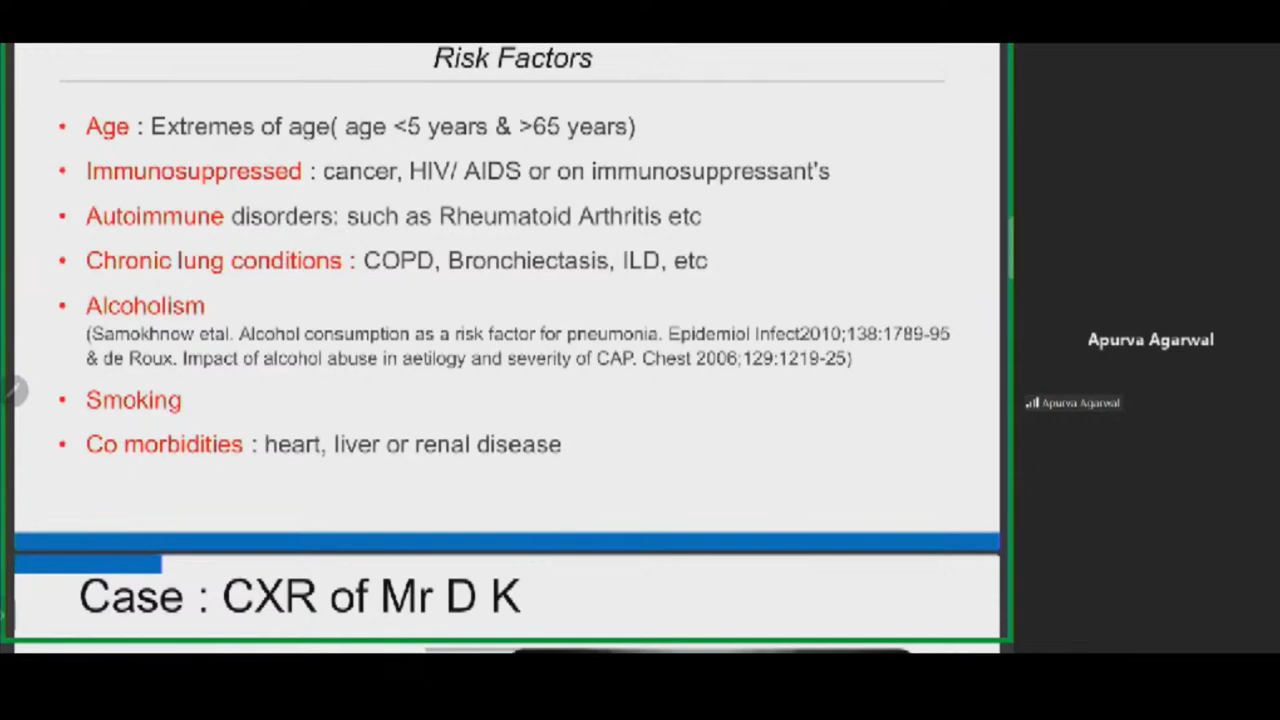 Risk Factors
• Age : Extremes of age( age <5 years & >65 years)
• Immunosuppressed : cancer, HIV/ AIDS or on immunosuppressant's
• Autoimmune disorders: such as Rheumatoid Arthritis etc
• Chronic lung conditions : COPD, Bronchiectasis, ILD, etc
• Alcoholism
(Samokhnow etal. Alcohol consumption as a risk factor for pneumonia. Epidemiol Infect2010;138:1789-95
& de Roux. Impact of alcohol abuse in aetilogy and severity of CAP. Chest 2006;129:1219-25)
• Smoking
• Co morbidities : heart, liver or renal disease
Case : CXR of Mr D K
Apurva Agarwal
Apurva Agarwal